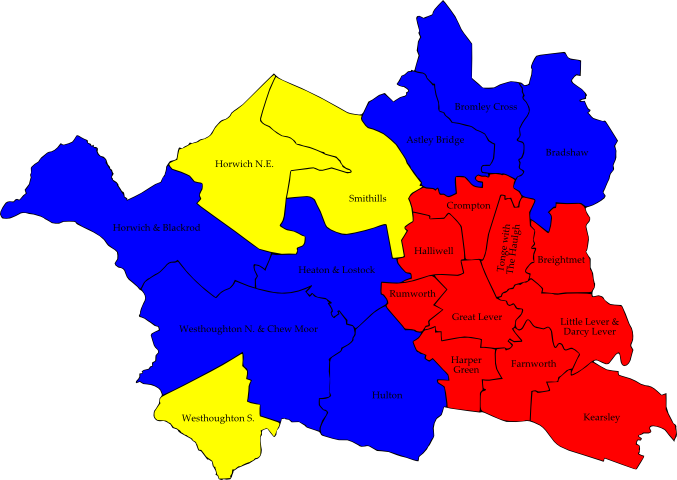 Bromley Cross
Astley Bridge
Bradshaw
Horwich N.E.
Smithills
Crompton
Horwich & Blackrod
Halliwell
Tonge with
The Haulgh
Breightmet
Heaton & Lostock
Rumworth
Great Lever
Little Lever &
Darcy Lever
Westhoughton N. & Chew Moor
Harper
Green
Farnworth
Hulton
Westhoughton S.
Kearsley